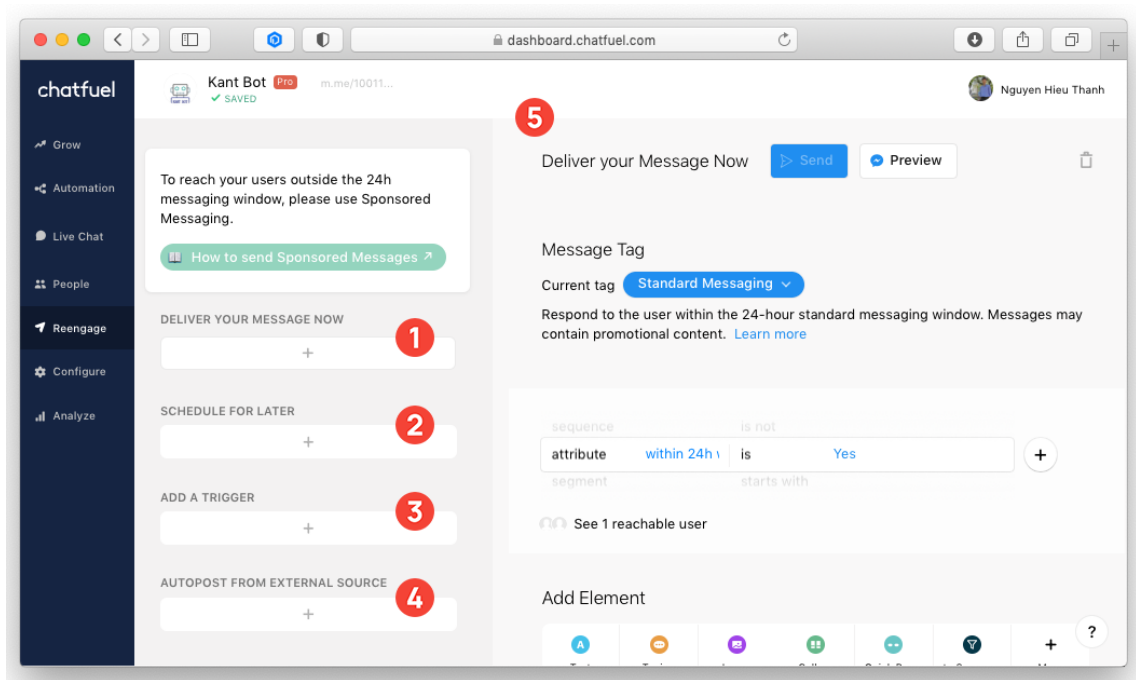 dashboard.chatfuel.com
chatfuel
Kant Bot Pro m.me/10011...
SAVED
Nguyen Hieu Thanh
Grow
Automation
Live Chat
People
Reengage
Configure
Analyze
To reach your users outside the 24h
messaging window, please use Sponsored
Messaging.
How to send Sponsored Messages ↗
DELIVER YOUR MESSAGE NOW
1
+
SCHEDULE FOR LATER
2
+
ADD A TRIGGER
3
+
AUTOPOST FROM EXTERNAL SOURCE
4
+
5
Deliver your Message Now Send Preview
Message Tag
Current tag Standard Messaging
Respond to the user within the 24-hour standard messaging window. Messages may
contain promotional content. Learn more
sequence is not
attribute within 24h is Yes +
segment starts with
See 1 reachable user
Add Element
A
+
?